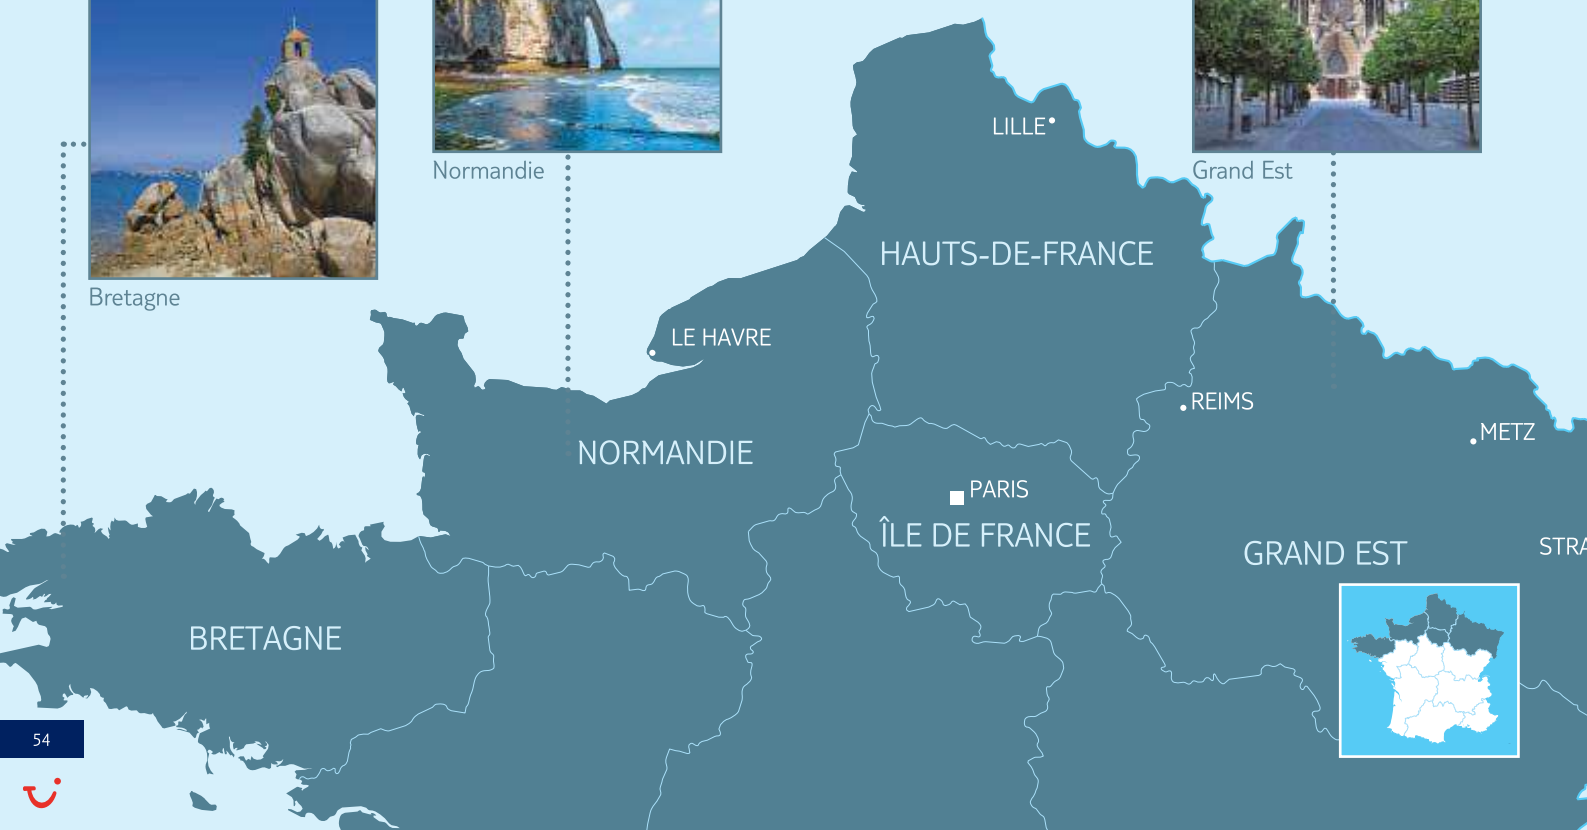 Normandie
Grand Est
Bretagne
LILLE
HAUTS-DE-FRANCE
LE HAVRE
REIMS
METZ
NORMANDIE
PARIS
ÎLE DE FRANCE
GRAND EST
STRA
BRETAGNE
54